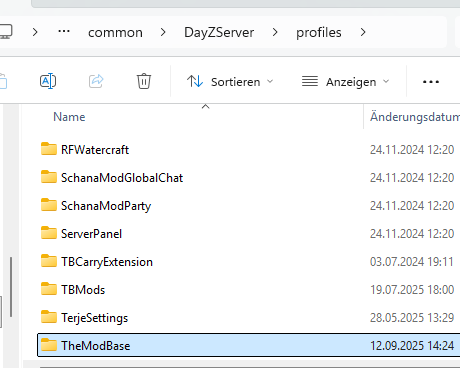 ··· common > DayZServer > profiles >
Sortieren Anzeigen ···
Name Änderungsdatum
RFWatercraft 24.11.2024 12:20
SchanaModGlobalChat 24.11.2024 12:20
SchanaModParty 24.11.2024 12:20
ServerPanel 24.11.2024 12:20
TBCarryExtension 03.07.2024 19:11
TBMods 19.07.2025 18:00
TerjeSettings 28.05.2025 13:29
TheModBase 12.09.2025 14:24